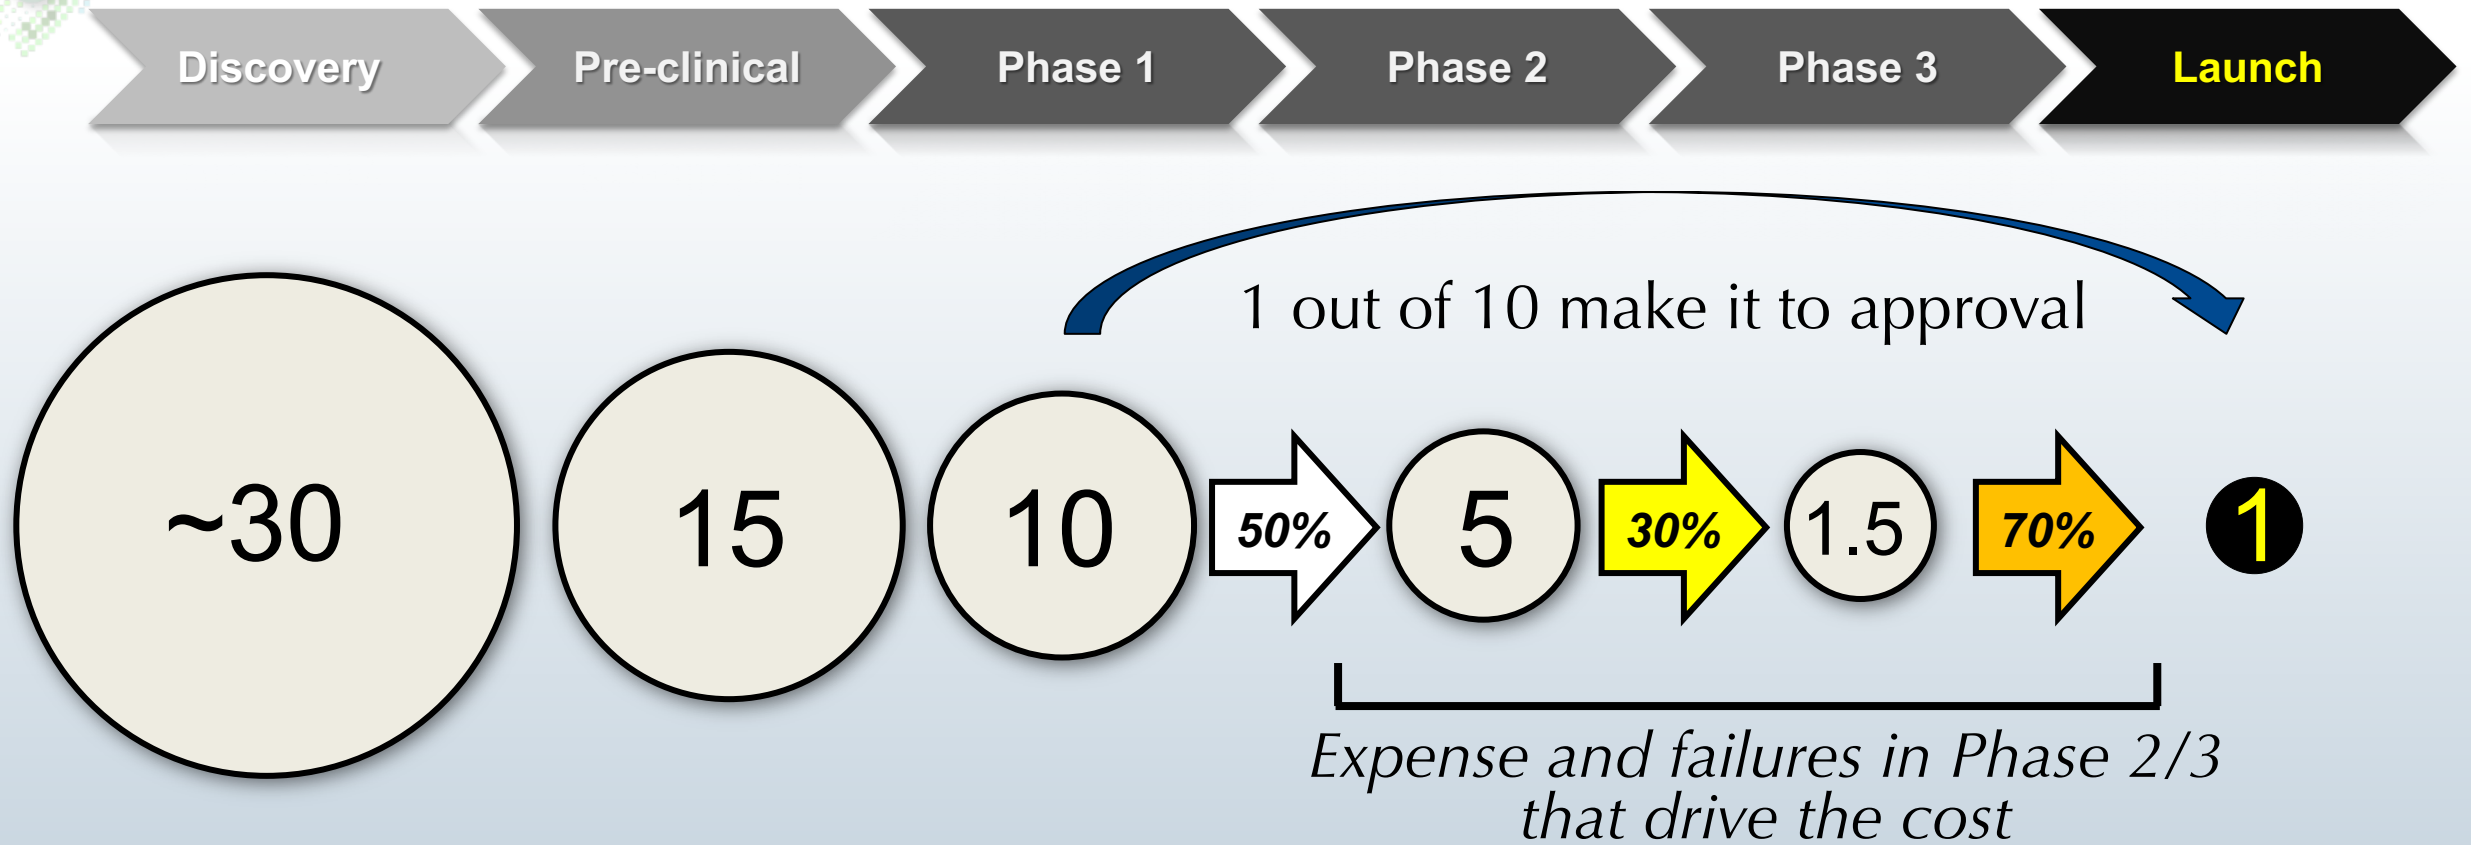 Discovery
Pre-clinical
Phase 1
Phase 2
Phase 3
Launch
1 out of 10 make it to approval
~30
15
10
50%
5
30%
1.5
70%
1
Expense and failures in Phase 2/3
that drive the cost